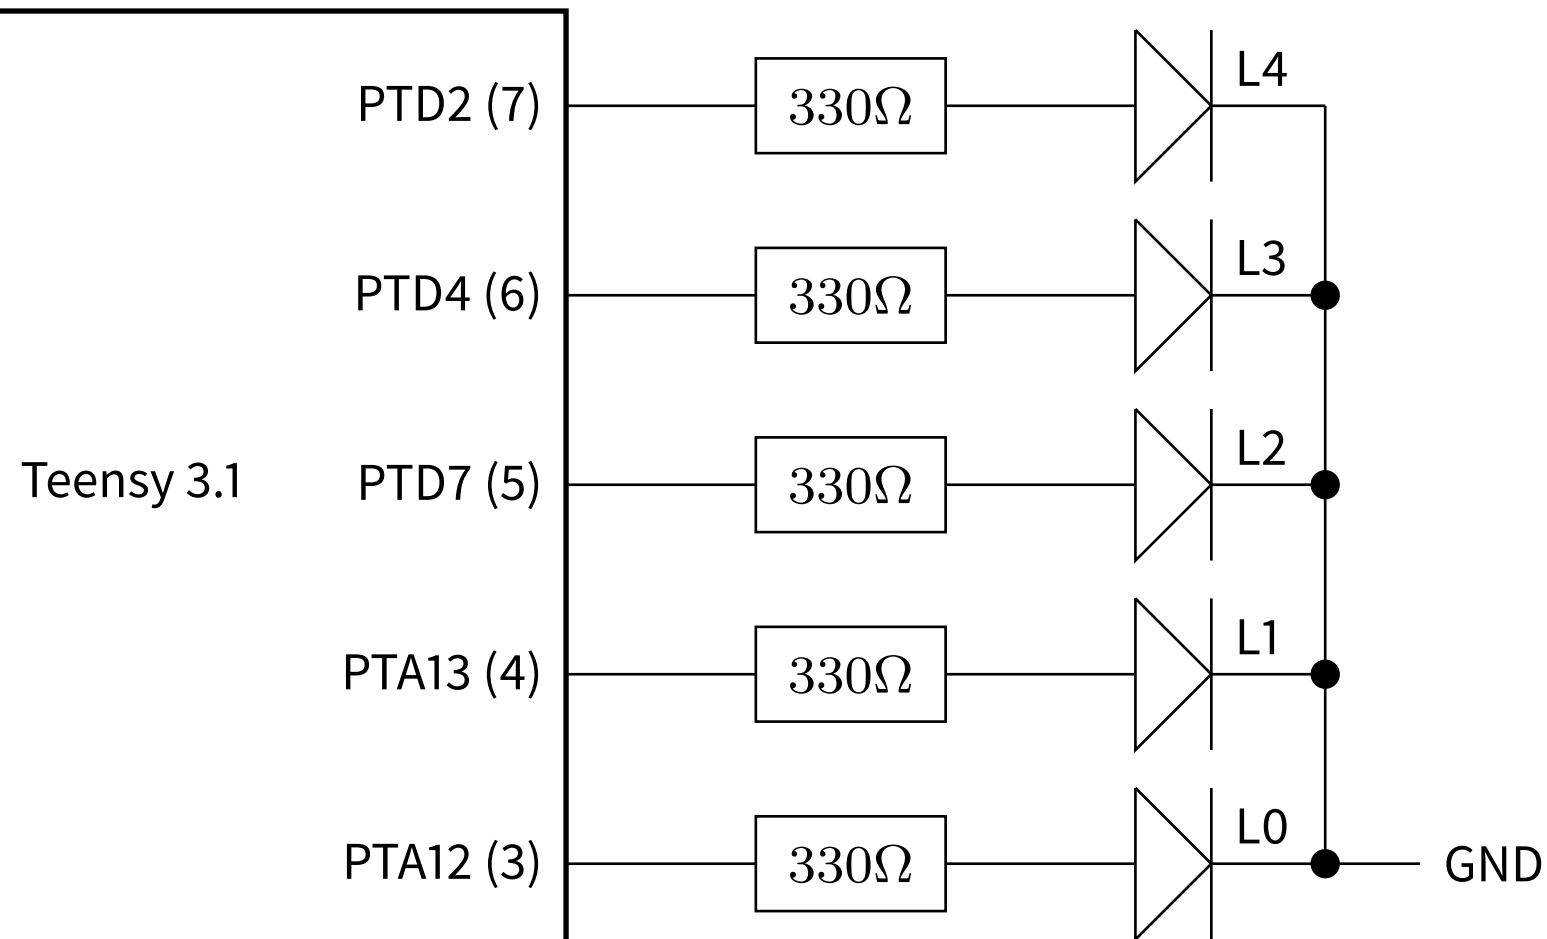 L4
PTD2 (7) 330Ω
L3
PTD4 (6) 330Ω
L2
Teensy 3.1 PTD7 (5) 330Ω
L1
PTA13 (4) 330Ω
L0
PTA12 (3) 330Ω GND